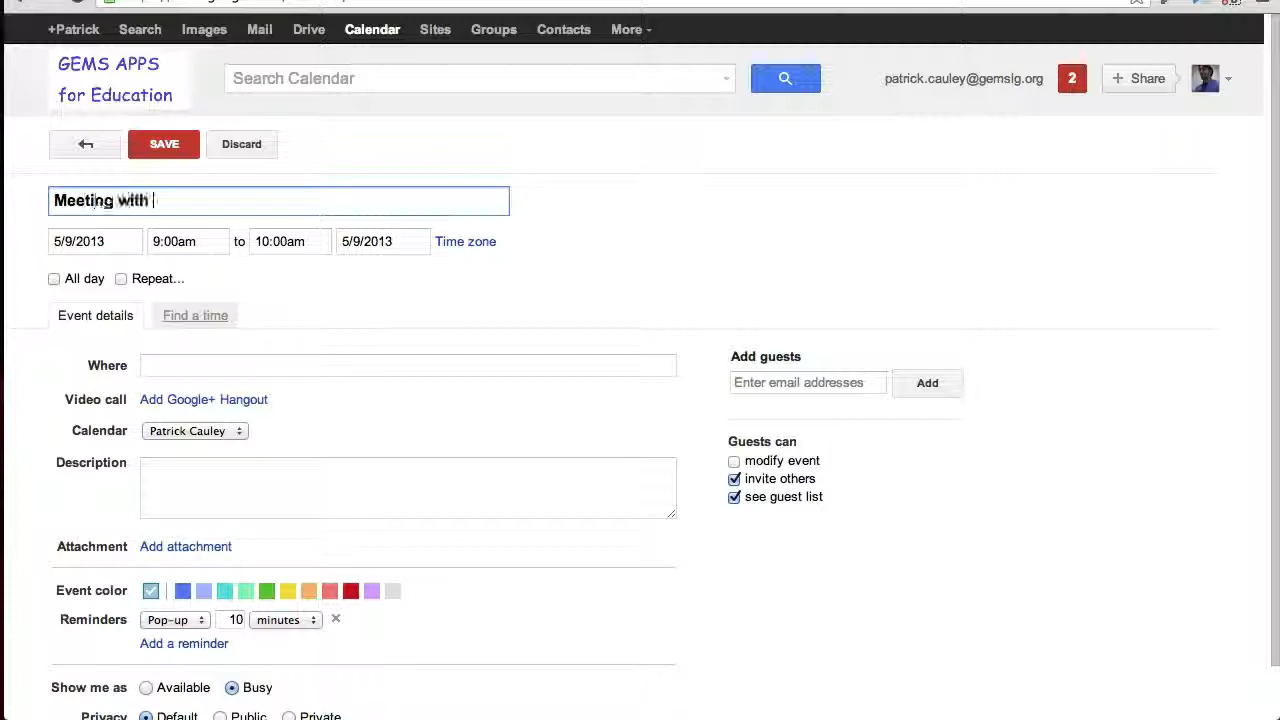 +Patrick Search Images Mail Drive Calendar Sites Groups Contacts More
GEMS APPS
for Education
Search Calendar
patrick.cauley@gemslg.org 2 + Share
SAVE Discard
Meeting with
5/9/2013 9:00am to 10:00am 5/9/2013 Time zone
All day Repeat...
Event details Find a time
Where
Video call Add Google+ Hangout
Calendar Patrick Cauley
Description
Attachment Add attachment
Event color
Reminders Pop-up 10 minutes ×
Add a reminder
Show me as Available Busy
Privacy Default Public Private
Add guests
Enter email addresses Add
Guests can
modify event
invite others
see guest list